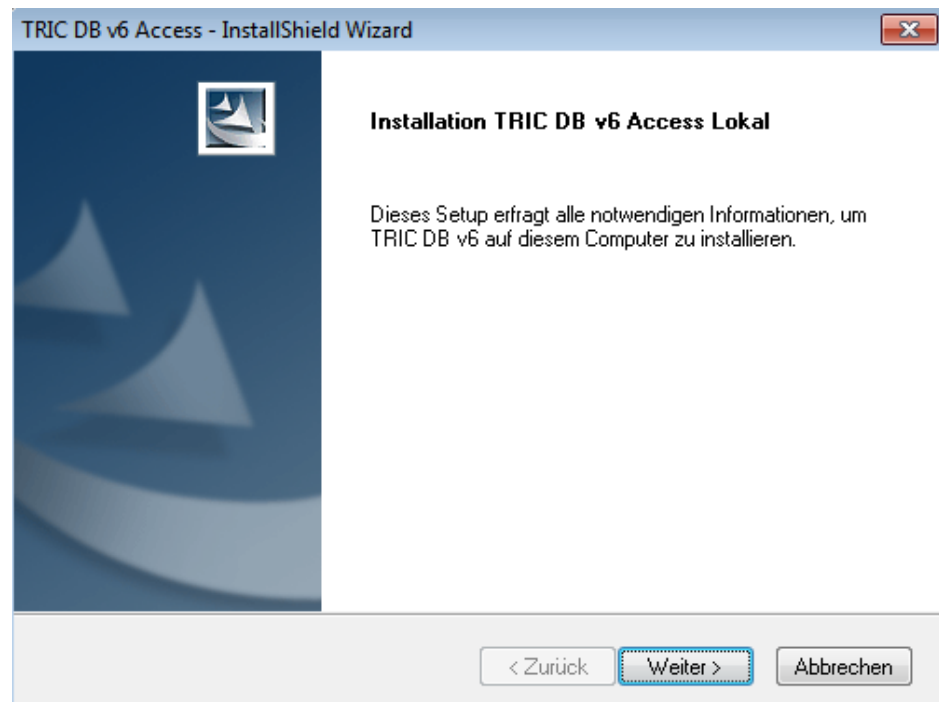 TRIC DB v6 Access - InstallShield Wizard
Installation TRIC DB v6 Access Lokal
Dieses Setup erfragt alle notwendigen Informationen, um
TRIC DB v6 auf diesem Computer zu installieren.
< Zurück Weiter > Abbrechen